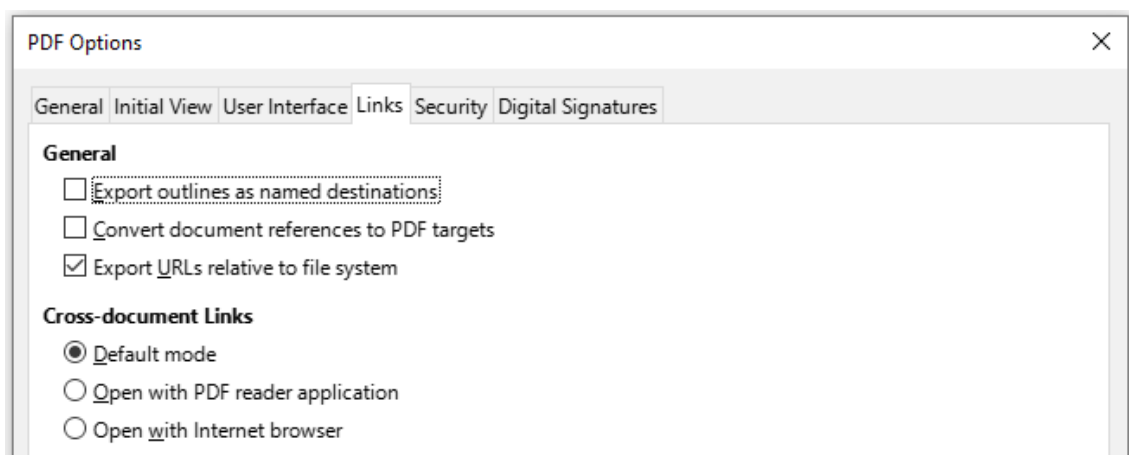 PDF Options
General Initial View User Interface Links Security Digital Signatures
General
Export outlines as named destinations
Convert document references to PDF targets
Export URLs relative to file system
Cross-document Links
Default mode
Open with PDF reader application
Open with Internet browser